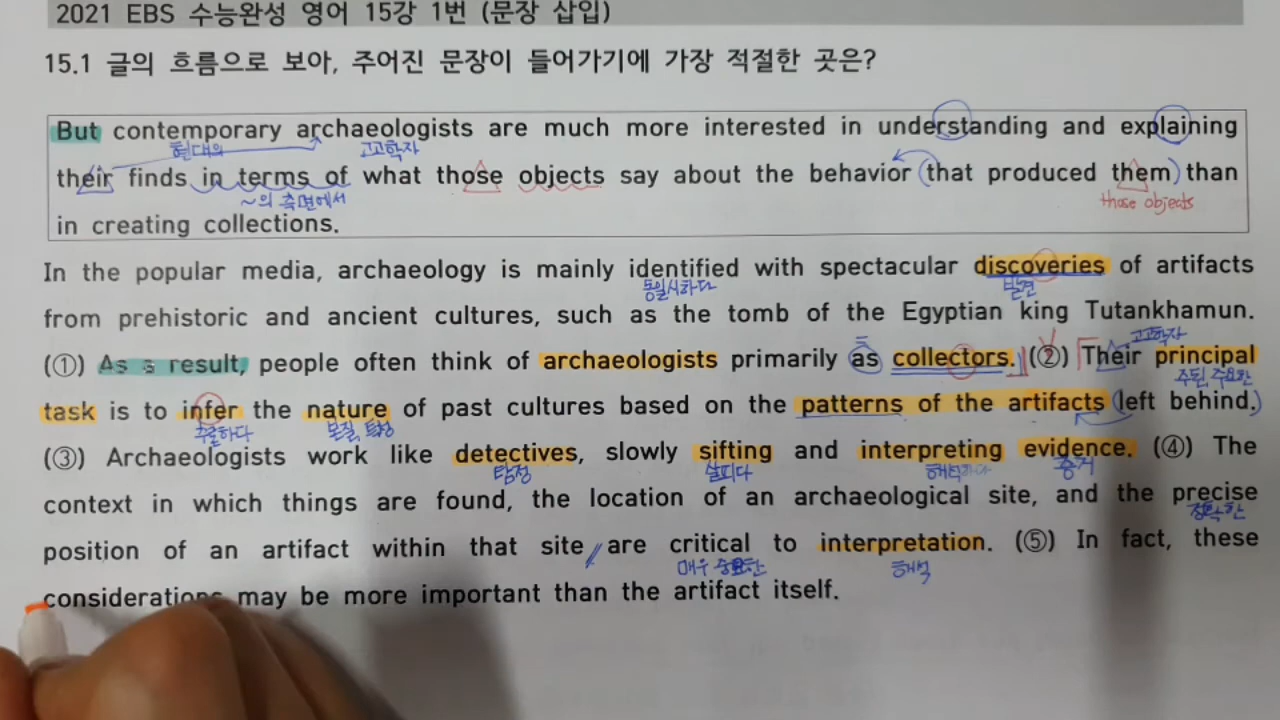 2021 EBS 수능완성 영어 15강 1번 (문장 삽입)
15.1 글의 흐름으로 보아, 주어진 문장이 들어가기에 가장 적절한 곳은?
But contemporary archaeologists are much more interested in understanding and explaining
현대의 고고학자
their finds in terms of what those objects say about the behavior (that produced them) than
~의 측면에서 those objects
in creating collections.
In the popular media, archaeology is mainly identified with spectacular discoveries of artifacts
동일시하다 발견
from prehistoric and ancient cultures, such as the tomb of the Egyptian king Tutankhamun.
고고학자
(①) As a result, people often think of archaeologists primarily as collectors. (②) Their principal
주된, 주요한
task is to infer the nature of past cultures based on the patterns of the artifacts (left behind.)
추론하다 본질, 특징
(③) Archaeologists work like detectives, slowly sifting and interpreting evidence. (④) The
탐정 살피다 해석하다 증거
context in which things are found, the location of an archaeological site, and the precise
정확한
position of an artifact within that site / are critical to interpretation. (⑤) In fact, these
매우 중요한 해석
considerations may be more important than the artifact itself.